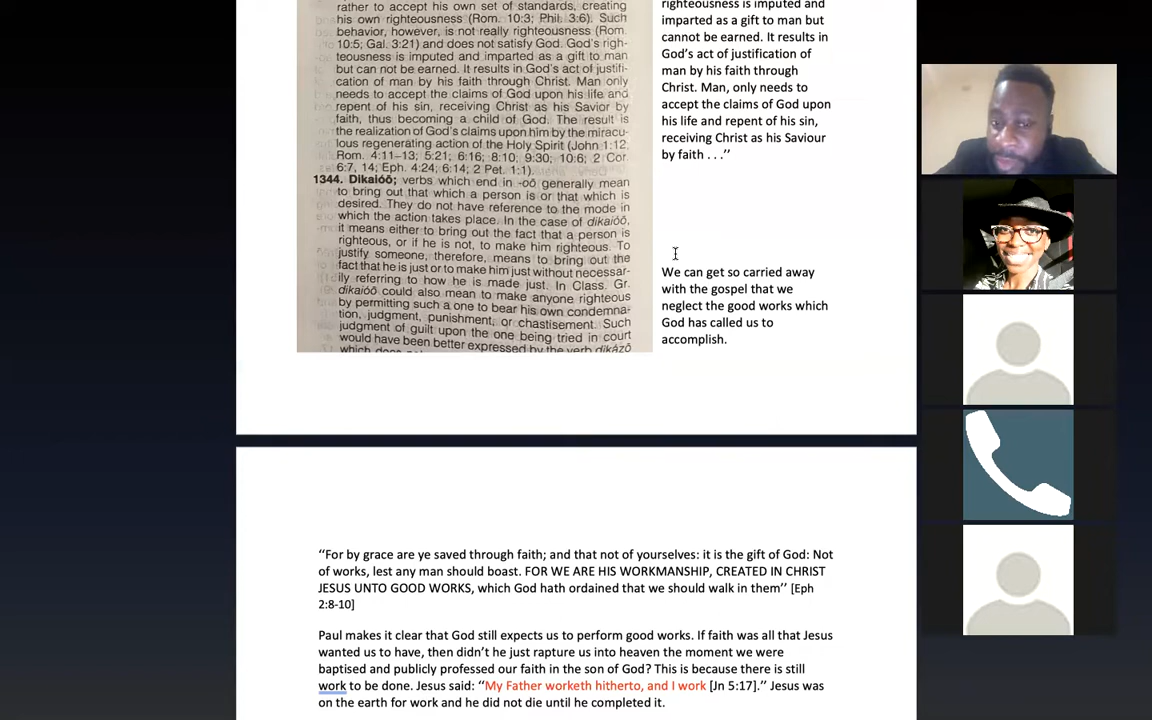 rather to accept his own set of standards, creating
his own righteousness (Rom. 10:3; Phil. 3:6). Such
behavior, however, is not really righteousness (Rom.
10:5; Gal. 3:21) and does not satisfy God. God's righ-
teousness is imputed and imparted as a gift to man
but can not be earned. It results in God's act of justifi-
cation of man by his faith through Christ. Man only
needs to accept the claims of God upon his life and
repent of his sin, receiving Christ as his Savior by
faith, thus becoming a child of God. The result is
the realization of God's claims upon him by the miracu-
lous regenerating action of the Holy Spirit (John 1:12,
Rom. 4:11–13; 5:21; 6:16; 8:10; 9:30; 10:6; 2 Cor.
6:7, 14; Eph. 4:24; 6:14; 2 Pet. 1:1).
1344. Dikaióō; verbs which end in -oō generally mean
to bring out that which a person is or that which is
desired. They do not have reference to the mode in
which the action takes place. In the case of dikaióō,
it means either to bring out the fact that a person is
righteous, or if he is not, to make him righteous. To
justify someone, therefore, means to bring out the
fact that he is just or to make him just without necessar-
ily referring to how he is made just. In Class. Gr.
dikaióō could also mean to make anyone righteous
by permitting such a one to bear his own condemna-
tion, judgment, punishment, or chastisement. Such
judgment of guilt upon the one being tried in court
would have been better expressed by the verb dikázō
righteousness is imputed and
imparted as a gift to man but
cannot be earned. It results in
God's act of justification of
man by his faith through
Christ. Man, only needs to
accept the claims of God upon
his life and repent of his sin,
receiving Christ as his Saviour
by faith . . .’’
We can get so carried away
with the gospel that we
neglect the good works which
God has called us to
accomplish.
‘‘For by grace are ye saved through faith; and that not of yourselves: it is the gift of God: Not
of works, lest any man should boast. FOR WE ARE HIS WORKMANSHIP, CREATED IN CHRIST
JESUS UNTO GOOD WORKS, which God hath ordained that we should walk in them’’ [Eph
2:8-10]
Paul makes it clear that God still expects us to perform good works. If faith was all that Jesus
wanted us to have, then didn’t he just rapture us into heaven the moment we were
baptised and publicly professed our faith in the son of God? This is because there is still
work to be done. Jesus said: ‘‘My Father worketh hitherto, and I work [Jn 5:17].’’ Jesus was
on the earth for work and he did not die until he completed it.